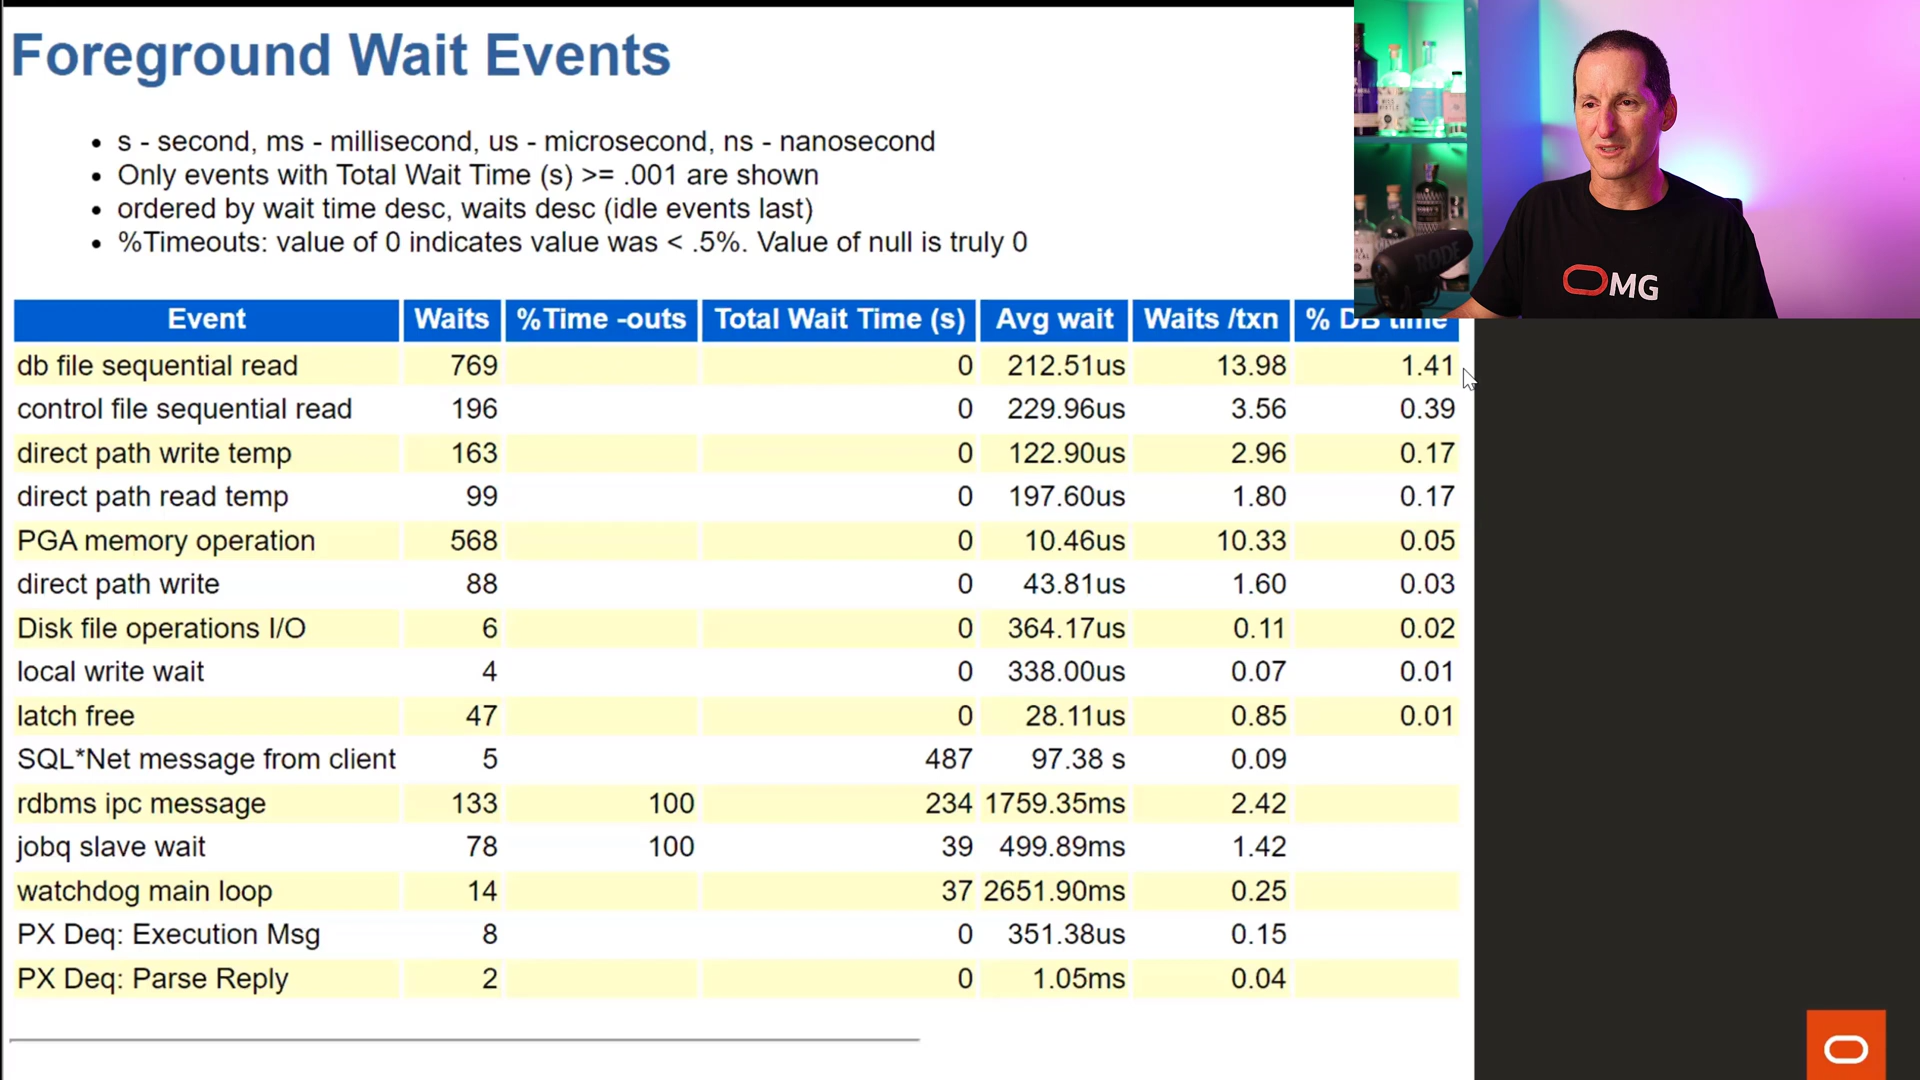 Foreground Wait Events
s - second, ms - millisecond, us - microsecond, ns - nanosecond
Only events with Total Wait Time (s) >= .001 are shown
ordered by wait time desc, waits desc (idle events last)
%Timeouts: value of 0 indicates value was < .5%. Value of null is truly 0
Event Waits %Time -outs Total Wait Time (s) Avg wait Waits /txn % DB time
db file sequential read 769 0 212.51us 13.98 1.41
control file sequential read 196 0 229.96us 3.56 0.39
direct path write temp 163 0 122.90us 2.96 0.17
direct path read temp 99 0 197.60us 1.80 0.17
PGA memory operation 568 0 10.46us 10.33 0.05
direct path write 88 0 43.81us 1.60 0.03
Disk file operations I/O 6 0 364.17us 0.11 0.02
local write wait 4 0 338.00us 0.07 0.01
latch free 47 0 28.11us 0.85 0.01
SQL*Net message from client 5 487 97.38 s 0.09
rdbms ipc message 133 100 234 1759.35ms 2.42
jobq slave wait 78 100 39 499.89ms 1.42
watchdog main loop 14 37 2651.90ms 0.25
PX Deq: Execution Msg 8 0 351.38us 0.15
PX Deq: Parse Reply 2 0 1.05ms 0.04
RODE
OMG